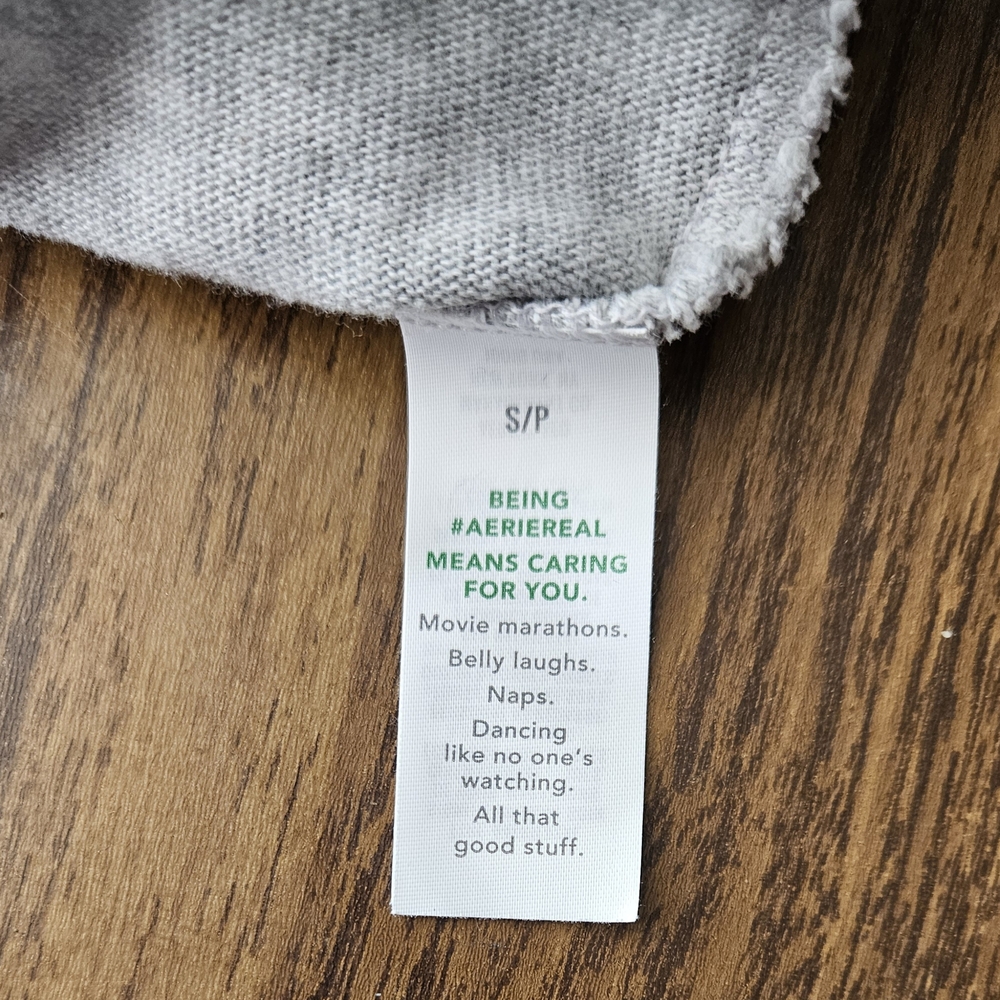 S/P
BEING
#AERIEREAL
MEANS CARING
FOR YOU.
Movie marathons.
Belly laughs.
Naps.
Dancing
like no one's
watching.
All that
good stuff.